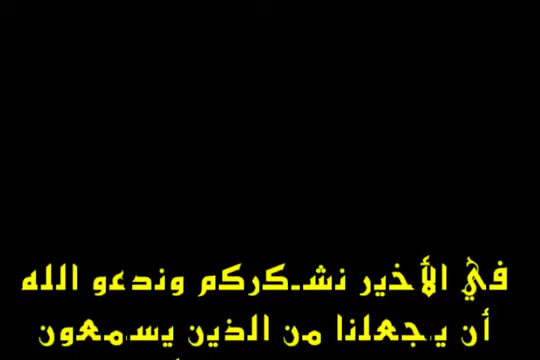 في الأخير نشكركم وندعو الله
أن يجعلنا من الذين يسمعون